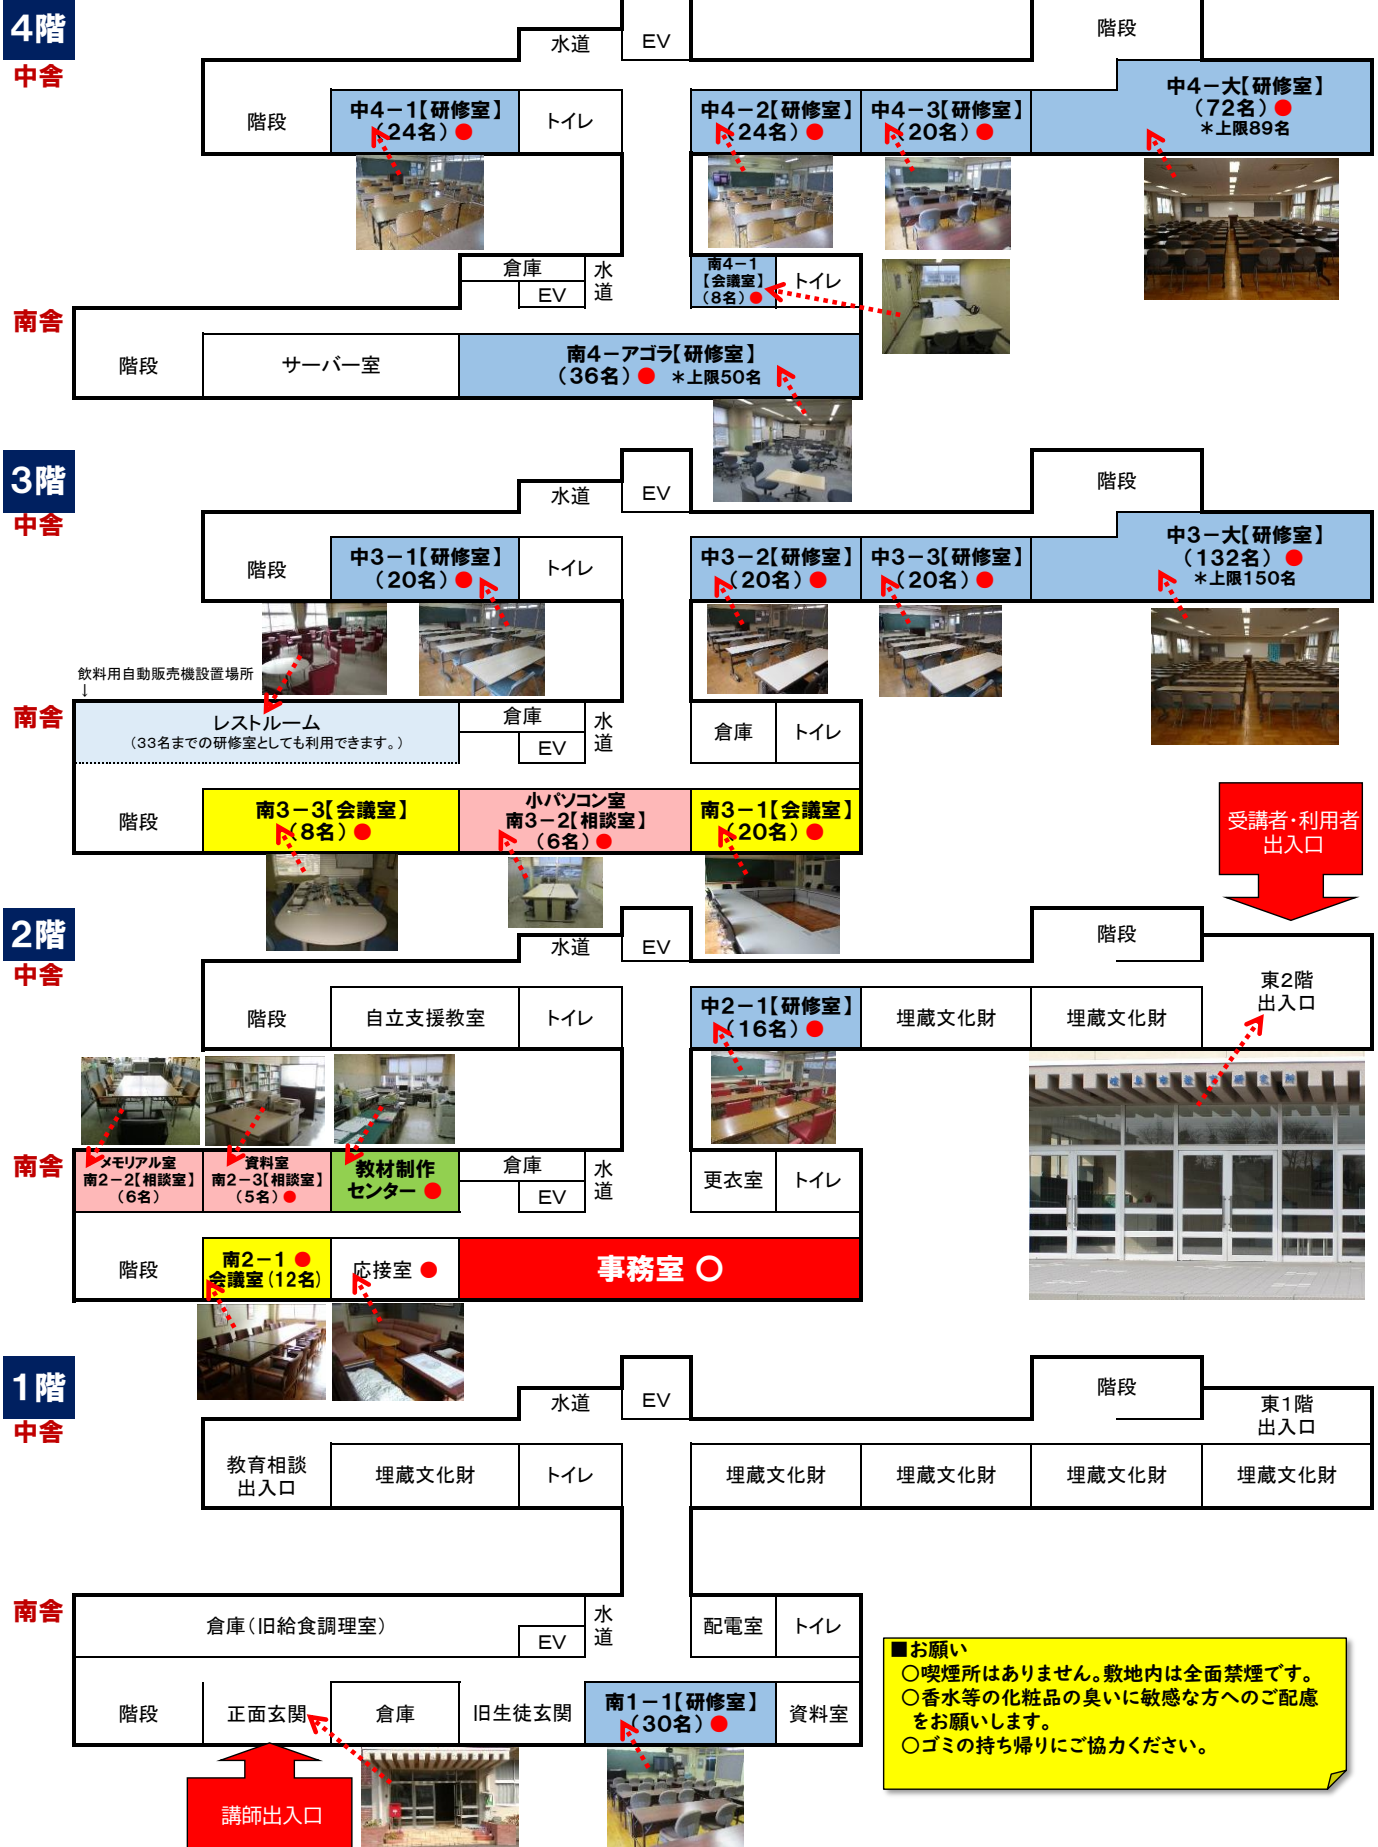 4階
中舎
水道
EV
階段
階段
中4-1【研修室】
(24名)●
トイレ
中4-2【研修室】
(24名)●
中4-3【研修室】
(20名)●
中4-大【研修室】
(72名)●
＊上限89名
南舎
倉庫
EV
水道
南4-1
【会議室】
(8名)●
トイレ
階段
サーバー室
南4-アゴラ【研修室】
(36名)● ＊上限50名
3階
中舎
水道
EV
階段
階段
中3-1【研修室】
(20名)●
トイレ
中3-2【研修室】
(20名)●
中3-3【研修室】
(20名)●
中3-大【研修室】
(132名)●
＊上限150名
飲料用自動販売機設置場所
↓
南舎
レストルーム
(33名までの研修室としても利用できます。)
倉庫
EV
水道
倉庫
トイレ
階段
南3-3【会議室】
(8名)●
小パソコン室
南3-2【相談室】
(6名)●
南3-1【会議室】
(20名)●
受講者・利用者
出入口
2階
中舎
水道
EV
階段
東2階
出入口
階段
自立支援教室
トイレ
中2-1【研修室】
(16名)●
埋蔵文化財
埋蔵文化財
南舎
メモリアル室
南2-2【相談室】
(6名)
資料室
南2-3【相談室】
(5名)●
教材制作
センター●
倉庫
EV
水道
更衣室
トイレ
階段
南2-1●
会議室(12名)
応接室●
事務室○
1階
中舎
水道
EV
階段
東1階
出入口
教育相談
出入口
埋蔵文化財
トイレ
埋蔵文化財
埋蔵文化財
埋蔵文化財
埋蔵文化財
南舎
倉庫(旧給食調理室)
EV
水道
配電室
トイレ
階段
正面玄関
倉庫
旧生徒玄関
南1-1【研修室】
(30名)●
資料室
講師出入口
■お願い
○喫煙所はありません。敷地内は全面禁煙です。
○香水等の化粧品の臭いに敏感な方へのご配慮
をお願いします。
○ゴミの持ち帰りにご協力ください。